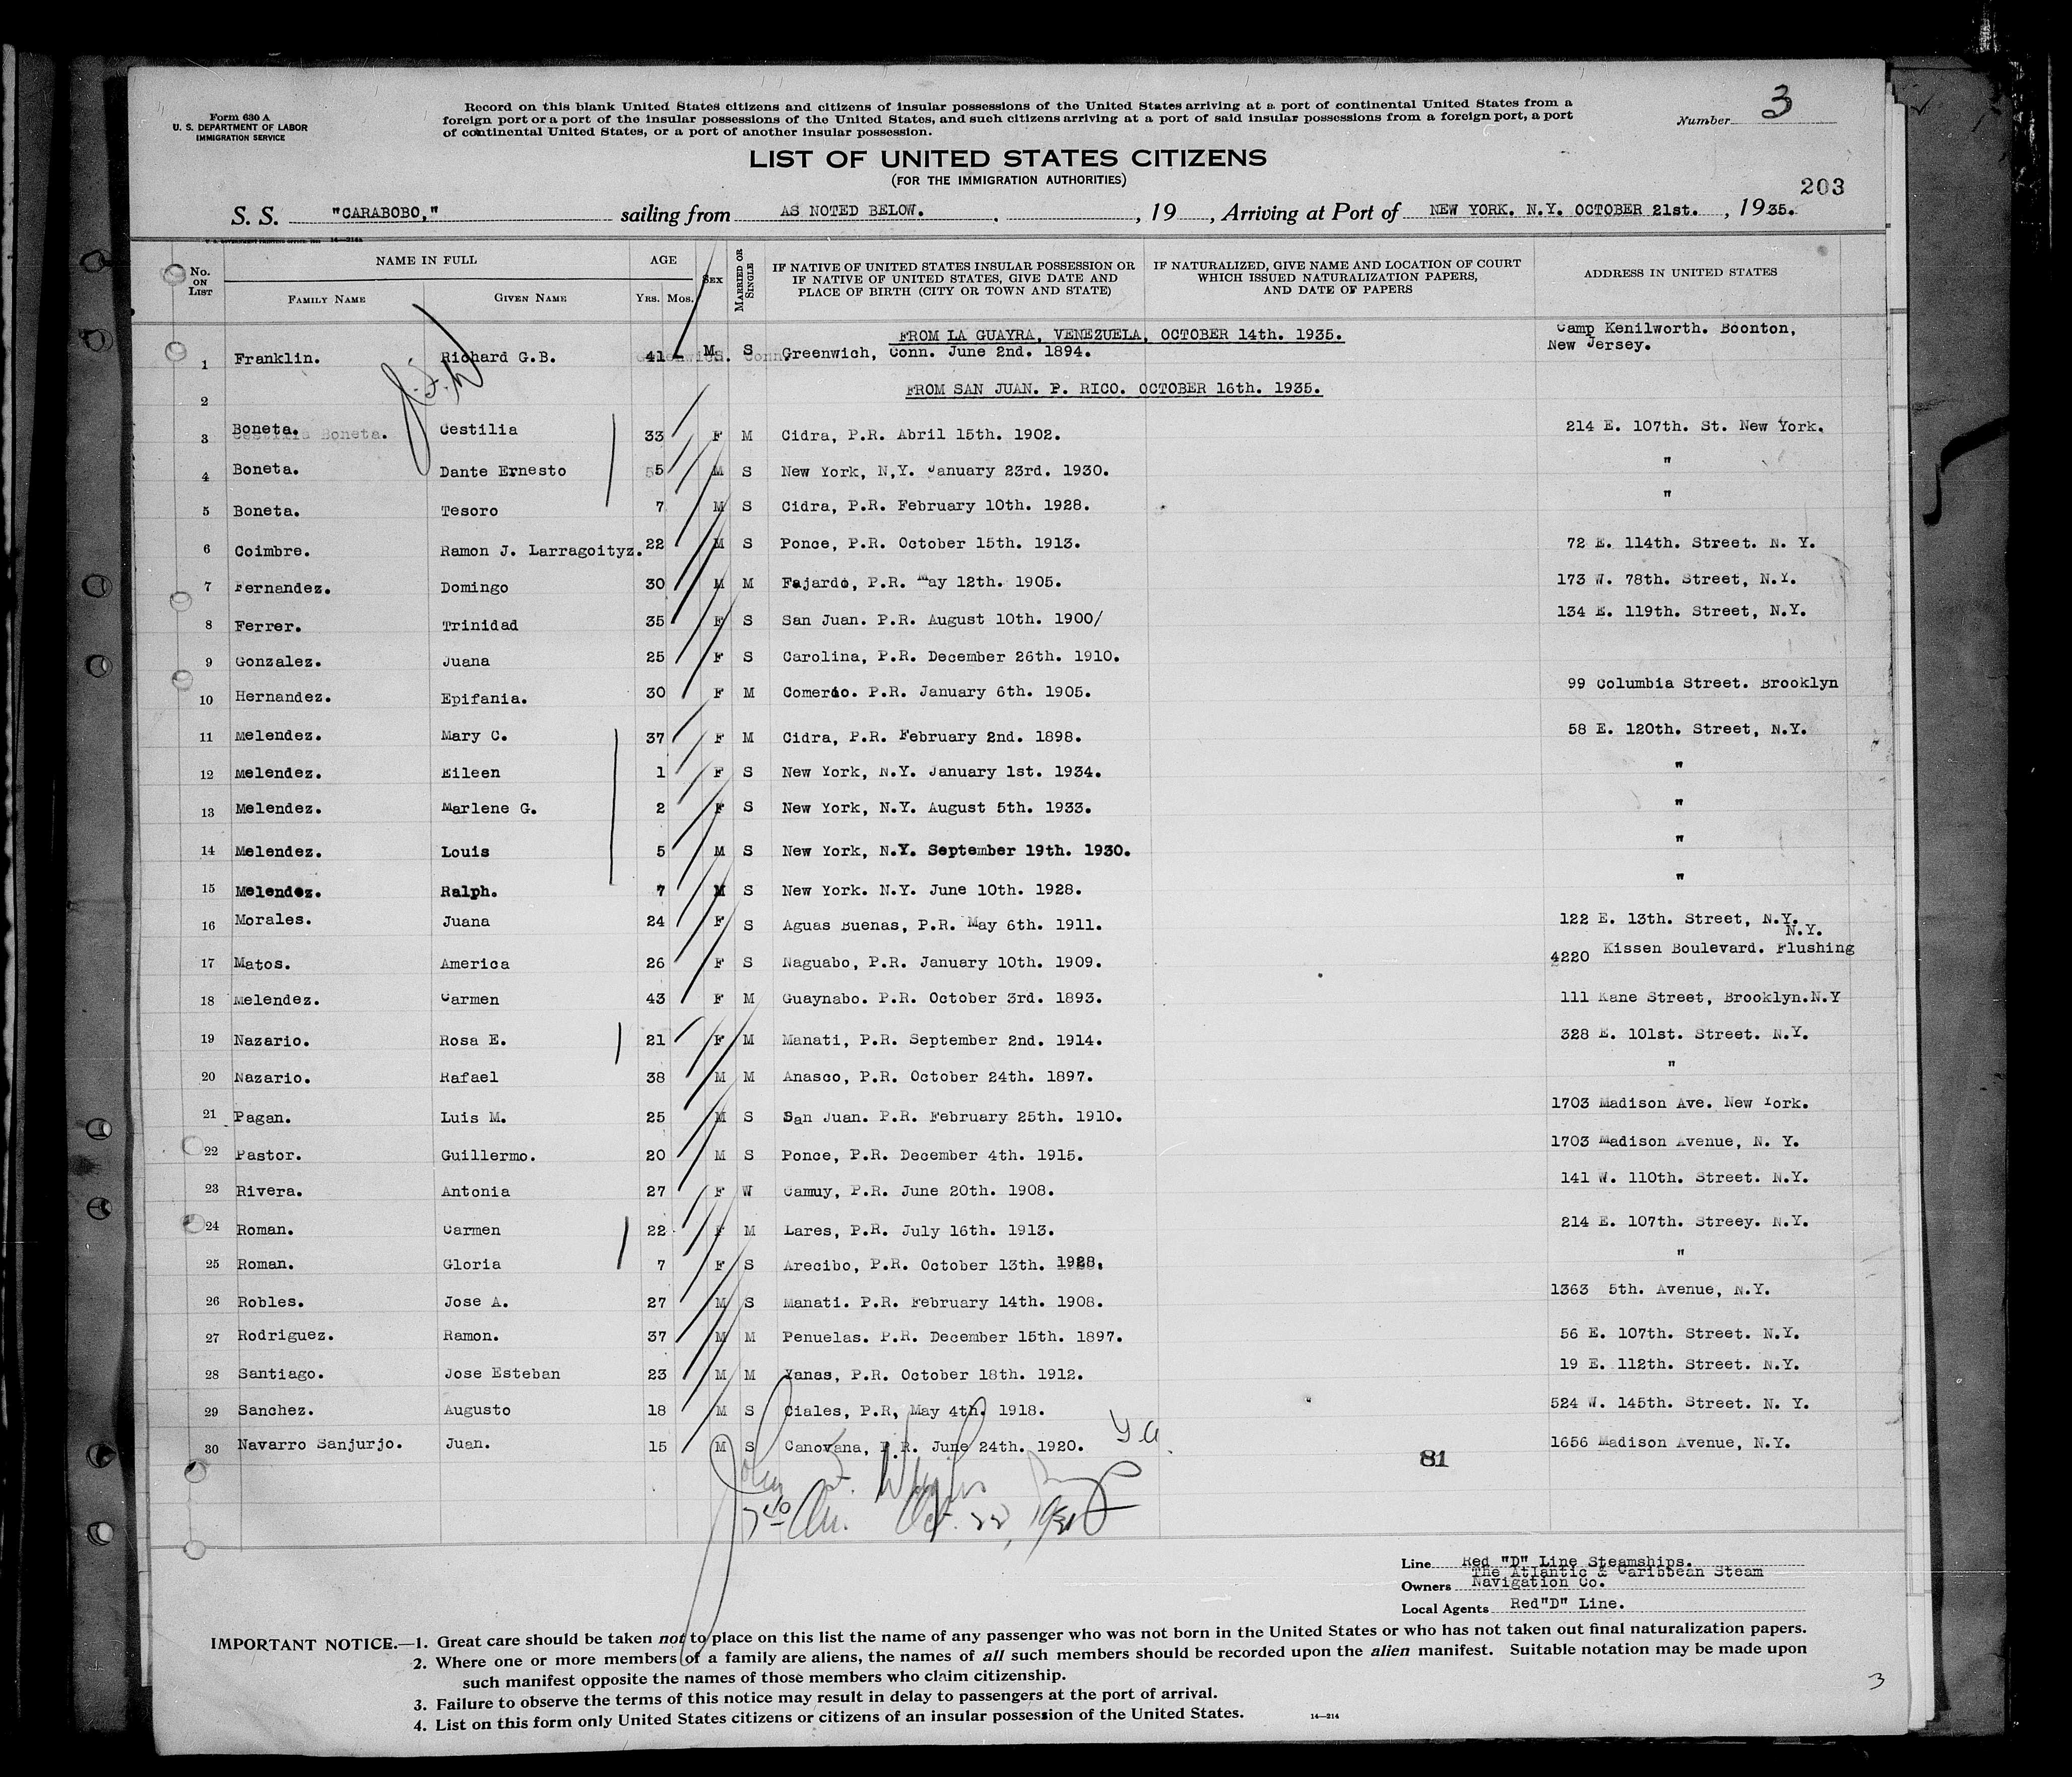 Form 630 A
U. S. DEPARTMENT OF LABOR
IMMIGRATION SERVICE
Record on this blank United States citizens and citizens of insular possessions of the United States arriving at a port of continental United States from a
foreign port or a port of the insular possessions of the United States, and such citizens arriving at a port of said insular possessions from a foreign port, a port
of continental United States, or a port of another insular possession.
Number 3
LIST OF UNITED STATES CITIZENS
(FOR THE IMMIGRATION AUTHORITIES)
203
S. S. "CARABOBO," sailing from AS NOTED BELOW. , 19 , Arriving at Port of NEW YORK. N.Y. OCTOBER 21st. , 1935.
No. ON LIST
NAME IN FULL
FAMILY NAME GIVEN NAME
AGE
YRS. MOS.
SEX
MARRIED OR SINGLE
IF NATIVE OF UNITED STATES INSULAR POSSESSION OR
IF NATIVE OF UNITED STATES, GIVE DATE AND
PLACE OF BIRTH (CITY OR TOWN AND STATE)
IF NATURALIZED, GIVE NAME AND LOCATION OF COURT
WHICH ISSUED NATURALIZATION PAPERS,
AND DATE OF PAPERS
ADDRESS IN UNITED STATES
FROM LA GUAYRA, VENEZUELA, OCTOBER 14th. 1935.
1 Franklin. Richard G.B. 41 M S Greenwich, Conn. June 2nd. 1894. Camp Kenilworth. Boonton,
New Jersey.
2 FROM SAN JUAN. P. RICO. OCTOBER 16th. 1935.
3 Boneta. Cestilia 33 F M Cidra, P.R. Abril 15th. 1902. 214 E. 107th. St. New York.
4 Boneta. Dante Ernesto 5 M S New York, N,Y. January 23rd. 1930. "
5 Boneta. Tesoro 7 M S Cidra, P.R. February 10th. 1928. "
6 Coimbre. Ramon J. Larragoityz. 22 M S Ponce, P.R. October 15th. 1913. 72 E. 114th. Street. N. Y.
7 Fernandez. Domingo 30 M M Fajardo, P.R. May 12th. 1905. 173 W. 78th. Street, N.Y.
8 Ferrer. Trinidad 35 F S San Juan. P.R. August 10th. 1900/ 134 E. 119th. Street, N.Y.
9 Gonzalez. Juana 25 F S Carolina, P.R. December 26th. 1910.
10 Hernandez. Epifania. 30 F M Comerio. P.R. January 6th. 1905. 99 Columbia Street. Brooklyn
11 Melendez. Mary C. 37 F M Cidra, P.R. February 2nd. 1898. 58 E. 120th. Street, N.Y.
12 Melendez. Eileen 1 F S New York, N.Y. January 1st. 1934. "
13 Melendez. Marlene G. 2 F S New York, N.Y. August 5th. 1933. "
14 Melendez. Louis 5 M S New York, N.Y. September 19th. 1930. "
15 Melendez. Ralph. 7 M S New York. N.Y. June 10th. 1928. "
16 Morales. Juana 24 F S Aguas Buenas, P.R. May 6th. 1911. 122 E. 13th. Street, N.Y.
N.Y.
17 Matos. America 26 F S Naguabo, P.R. January 10th. 1909. 4220 Kissen Boulevard. Flushing
18 Melendez. Carmen 43 F M Guaynabo. P.R. October 3rd. 1893. 111 Kane Street, Brooklyn.N.Y
19 Nazario. Rosa E. 21 F M Manati, P.R. September 2nd. 1914. 328 E. 101st. Street. N.Y.
20 Nazario. Rafael 38 M M Anasco, P.R. October 24th. 1897. "
21 Pagan. Luis M. 25 M S San Juan. P.R. February 25th. 1910. 1703 Madison Ave. New York.
22 Pastor. Guillermo. 20 M S Ponce, P.R. December 4th. 1915. 1703 Madison Avenue, N. Y.
23 Rivera. Antonia 27 F W Camuy, P.R. June 20th. 1908. 141 W. 110th. Street. N.Y.
24 Roman. Carmen 22 F M Lares, P.R. July 16th. 1913. 214 E. 107th. Streey. N.Y.
25 Roman. Gloria 7 F S Arecibo, P.R. October 13th. 1928. "
26 Robles. Jose A. 27 M S Manati. P.R. February 14th. 1908. 1363 5th. Avenue, N.Y.
27 Rodriguez. Ramon. 37 M M Penuelas. P.R. December 15th. 1897. 56 E. 107th. Street. N.Y.
28 Santiago. Jose Esteban 23 M M Yanas, P.R. October 18th. 1912. 19 E. 112th. Street. N.Y.
29 Sanchez. Augusto 18 M S Ciales, P.R, May 4th. 1918. 524 W. 145th. Street. N. Y.
30 Navarro Sanjurjo. Juan. 15 M S Canovana, P.R. June 24th. 1920. 1656 Madison Avenue, N.Y.
81
Oct. 22, 1935
Line Red "D" Line Steamships.
The Atlantic & Caribbean Steam
Owners Navigation Co.
Local Agents Red"D" Line.
IMPORTANT NOTICE.—1. Great care should be taken not to place on this list the name of any passenger who was not born in the United States or who has not taken out final naturalization papers.
2. Where one or more members of a family are aliens, the names of all such members should be recorded upon the alien manifest. Suitable notation may be made upon
such manifest opposite the names of those members who claim citizenship.
3. Failure to observe the terms of this notice may result in delay to passengers at the port of arrival.
4. List on this form only United States citizens or citizens of an insular possession of the United States.
14—214
3